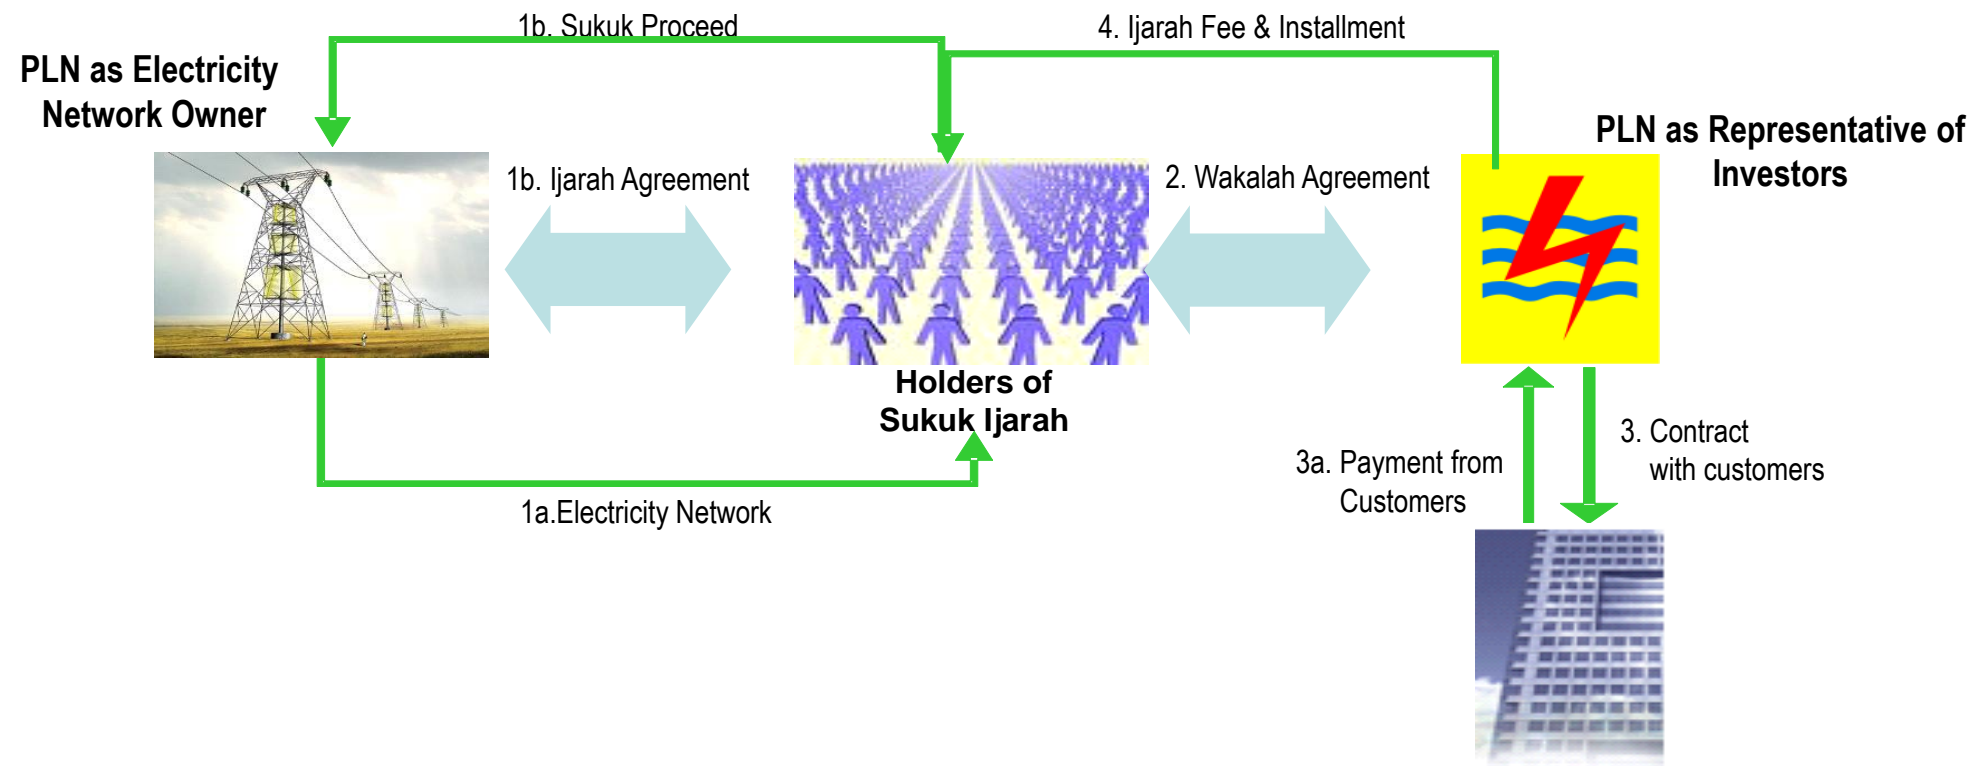 1b. Sukuk Proceed
4. Ijarah Fee & Installment
PLN as Electricity
Network Owner
PLN as Representative of
Investors
1b. Ijarah Agreement
2. Wakalah Agreement
Holders of
Sukuk Ijarah
3. Contract
with customers
3a. Payment from
Customers
1a.Electricity Network